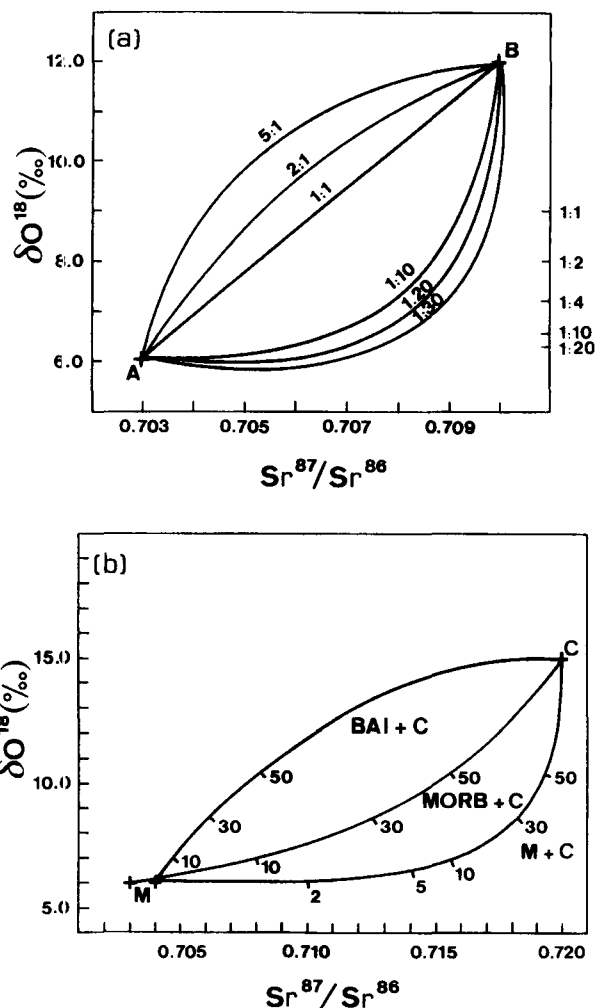 (a)
B
12.0
5:1
2:1
10.0
1:1
δO¹⁸(‰)
1:1
8.0
1:2
1:10
1:20
1:30
1:4
1:10
1:20
6.0
A
0.703 0.705 0.707 0.709
Sr⁸⁷/Sr⁸⁶
(b)
C
15.0
BAI + C
δO¹⁸(‰)
50
50
50
10.0
MORB + C
30
30
30
M + C
10
10
10
M
2
5
5.0
0.705 0.710 0.715 0.720
Sr⁸⁷/Sr⁸⁶